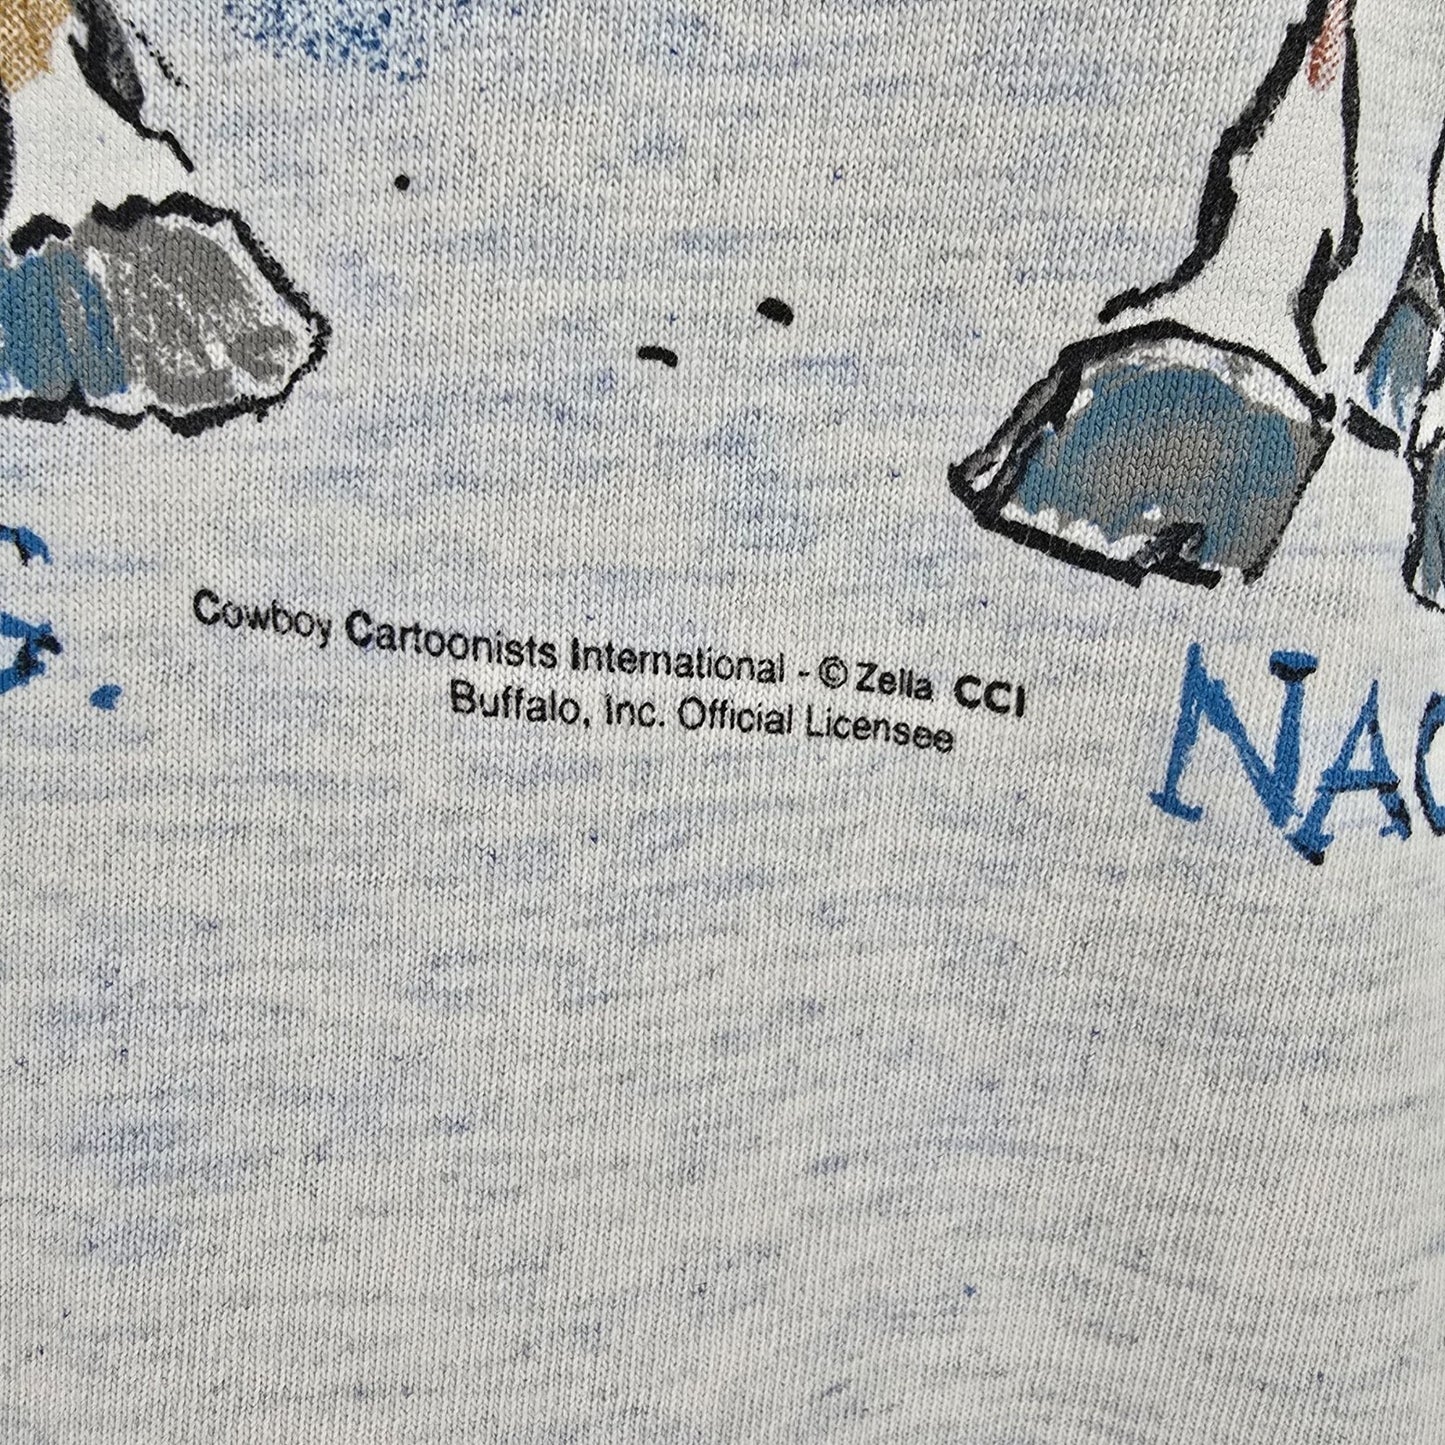 Cowboy Cartoonists International - © Zella CCI
Buffalo, Inc. Official Licensee